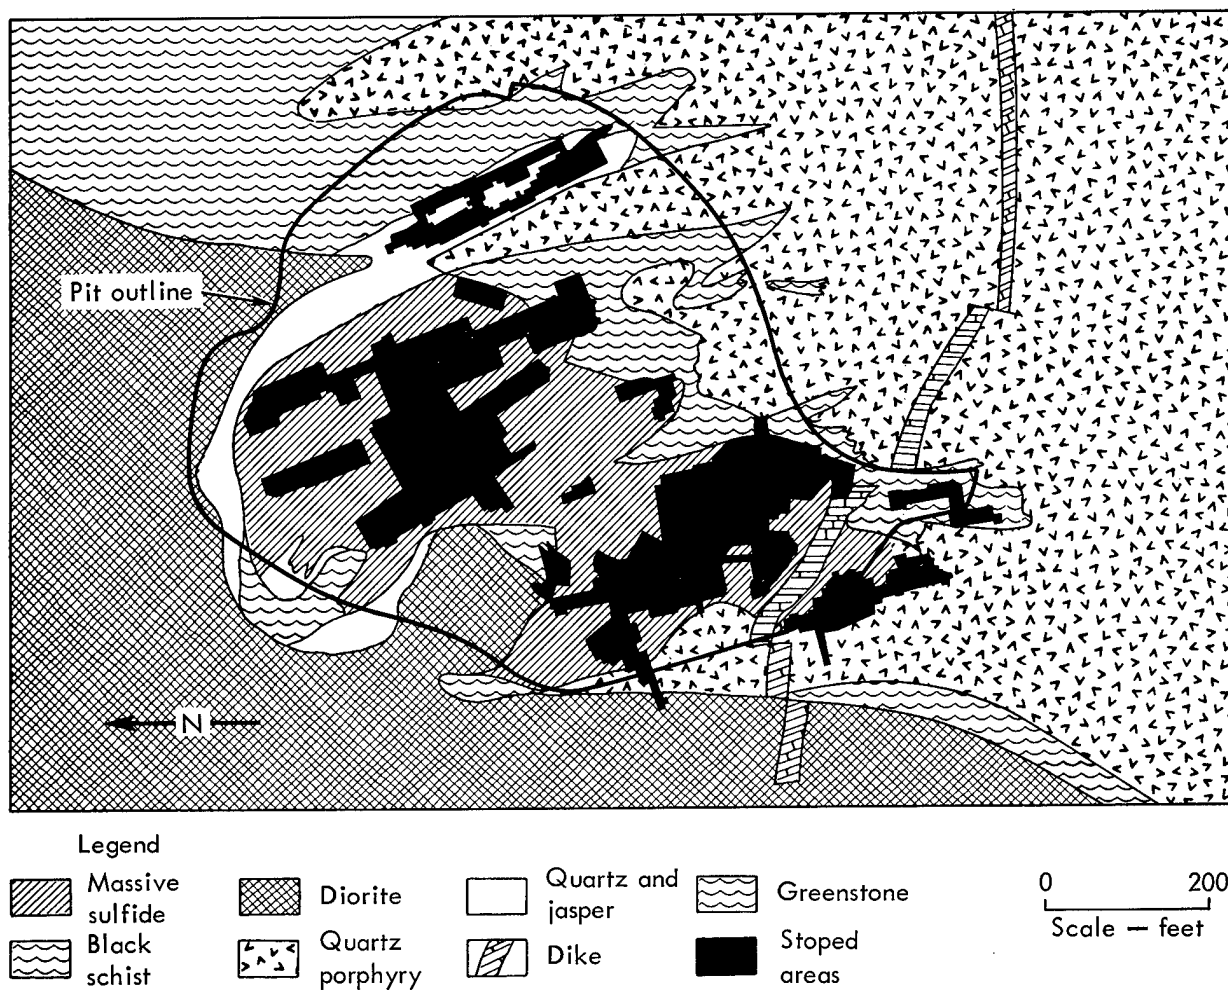 Pit outline
N
Legend
Massive
sulfide
Diorite
Quartz and
jasper
Greenstone
Black
schist
Quartz
porphyry
Dike
Stoped
areas
0 200
Scale — feet